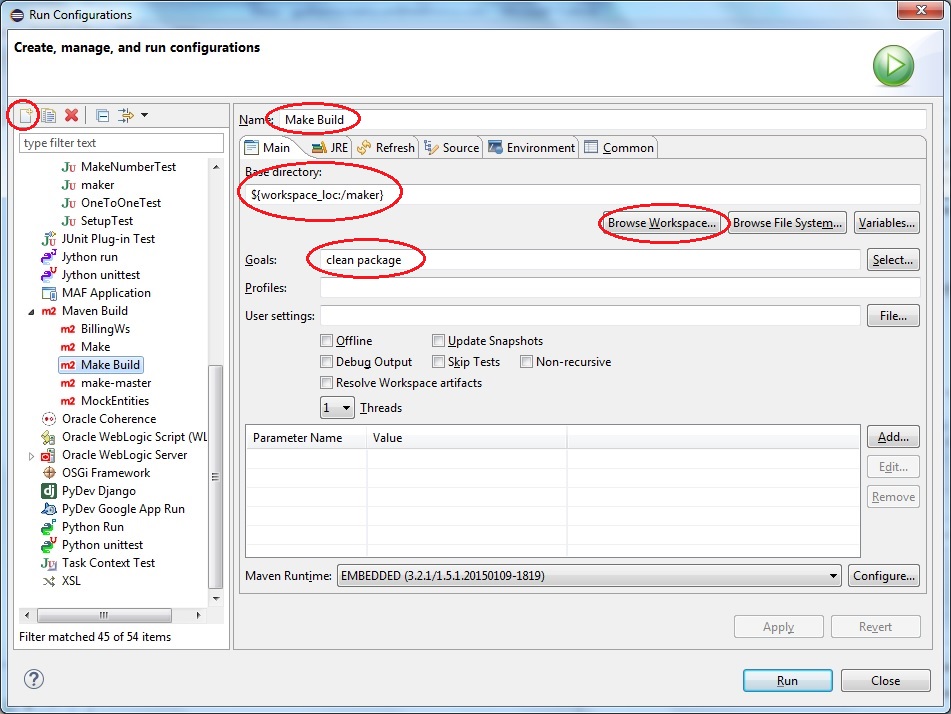 Run Configurations
Create, manage, and run configurations
type filter text
MakeNumberTest
maker
OneToOneTest
SetupTest
JUnit Plug-in Test
Jython run
Jython unittest
MAF Application
Maven Build
BillingWs
Make
Make Build
make-master
MockEntities
Oracle Coherence
Oracle WebLogic Script (WL
Oracle WebLogic Server
OSGi Framework
PyDev Django
PyDev Google App Run
Python Run
Python unittest
Task Context Test
XSL
Filter matched 45 of 54 items
Name: Make Build
Main JRE Refresh Source Environment Common
Base directory:
${workspace_loc:/maker}
Browse Workspace... Browse File System... Variables...
Goals: clean package Select...
Profiles:
User settings: File...
Offline Update Snapshots
Debug Output Skip Tests Non-recursive
Resolve Workspace artifacts
1 Threads
Parameter Name Value Add...
Edit...
Remove
Maven Runtime: EMBEDDED (3.2.1/1.5.1.20150109-1819) Configure...
Apply Revert
? Run Close